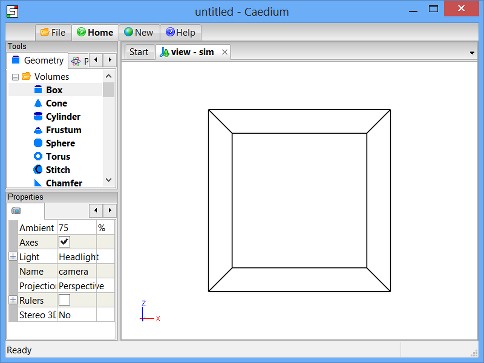 untitled - Caedium
File Home New Help
Tools
Geometry
Volumes
Box
Cone
Cylinder
Frustum
Sphere
Torus
Stitch
Chamfer
Properties
Ambient 75 %
Axes
Light Headlight
Name camera
Projection Perspective
Rulers
Stereo 3D No
Start view - sim
Z
X
Ready